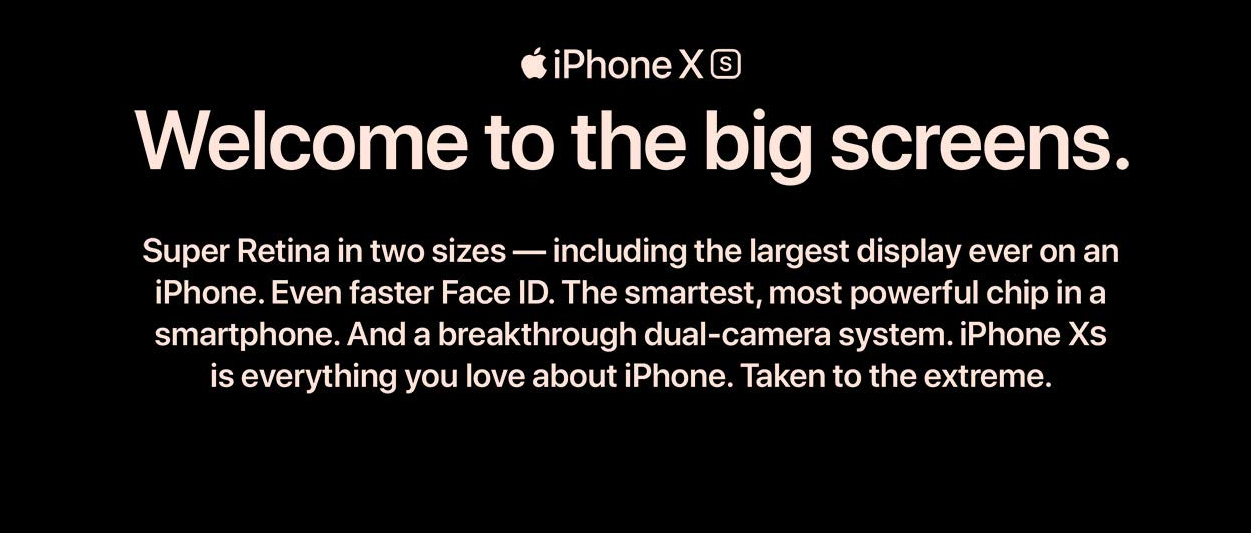 iPhone XS
Welcome to the big screens.
Super Retina in two sizes — including the largest display ever on an
iPhone. Even faster Face ID. The smartest, most powerful chip in a
smartphone. And a breakthrough dual-camera system. iPhone Xs
is everything you love about iPhone. Taken to the extreme.